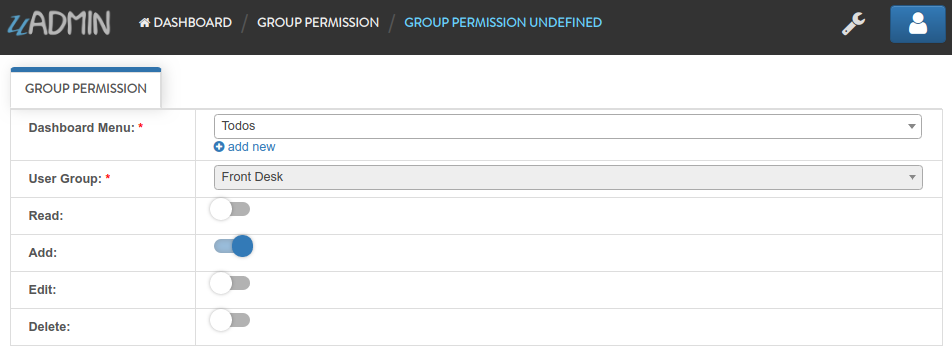 uADMIN DASHBOARD / GROUP PERMISSION / GROUP PERMISSION UNDEFINED
GROUP PERMISSION
Dashboard Menu: * Todos
add new
User Group: * Front Desk
Read:
Add:
Edit:
Delete: